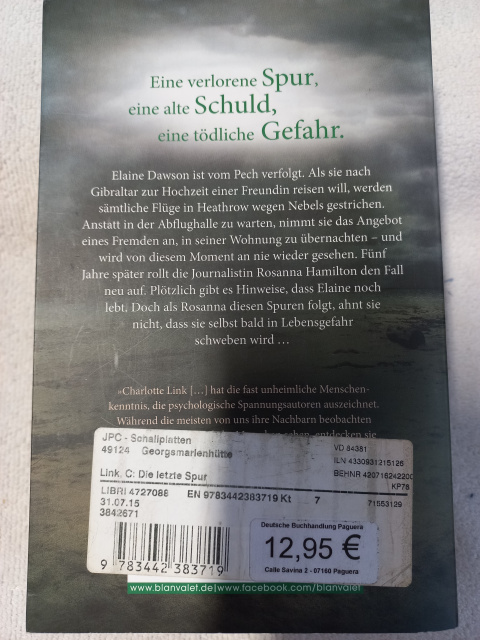 Eine verlorene Spur,
eine alte Schuld,
eine tödliche Gefahr.
Elaine Dawson ist vom Pech verfolgt. Als sie nach
Gibraltar zur Hochzeit einer Freundin reisen will, werden
sämtliche Flüge in Heathrow wegen Nebels gestrichen.
Anstatt in der Abflughalle zu warten, nimmt sie das Angebot
eines Fremden an, in seiner Wohnung zu übernachten – und
wird von diesem Moment an nie wieder gesehen. Fünf
Jahre später rollt die Journalistin Rosanna Hamilton den Fall
neu auf. Plötzlich gibt es Hinweise, dass Elaine noch
lebt. Doch als Rosanna diesen Spuren folgt, ahnt sie
nicht, dass sie selbst bald in Lebensgefahr
schweben wird …
»Charlotte Link [...] hat die fast unheimliche Menschen-
kenntnis, die psychologische Spannungsautoren auszeichnet.
Während die meisten von uns ihre Nachbarn beobachten
entdecken sie
JPC - Schallplatten
49124 Georgsmarienhütte
VD 84381
ILN 4330931215126
BEHNR 420716242200
KP78
Link, C: Die letzte Spur
LIBRI 4727088 EN 9783442383719 Kt 7 71553129
31.07.15
3842671
9 783442 383719
Deutsche Buchhandlung Paguera
12,95 €
Calle Savina 2 - 07160 Paguera
www.blanvalet.de|www.facebook.com/blanvalet